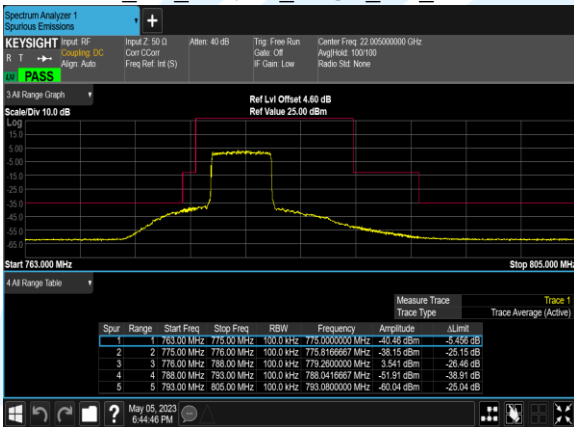 Spectrum Analyzer 1
Spurious Emissions
+
KEYSIGHT Input: RF Input Z: 50 Ω Atten: 40 dB Trig: Free Run Center Freq: 22.005000000 GHz
R T Coupling: DC Corr CCorr Gate: Off Avg|Hold: 100/100
Align: Auto Freq Ref: Int (S) IF Gain: Low Radio Std: None
PASS
3 All Range Graph
Ref Lvl Offset 4.60 dB
Scale/Div 10.0 dB Ref Value 25.00 dBm
Log
15.0
5.00
-5.00
-15.0
-25.0
-35.0
-45.0
-55.0
-65.0
Start 763.000 MHz Stop 805.000 MHz
4 All Range Table
Measure Trace Trace 1
Trace Type Trace Average (Active)
Spur Range Start Freq Stop Freq RBW Frequency Amplitude ΔLimit
1 1 763.00 MHz 775.00 MHz 100.0 kHz 775.0000000 MHz -40.46 dBm -5.456 dB
2 2 775.00 MHz 776.00 MHz 100.0 kHz 775.8166667 MHz -38.15 dBm -25.15 dB
3 3 776.00 MHz 788.00 MHz 100.0 kHz 779.2600000 MHz 3.541 dBm -26.46 dB
4 4 788.00 MHz 793.00 MHz 100.0 kHz 788.0416667 MHz -51.91 dBm -38.91 dB
5 5 793.00 MHz 805.00 MHz 100.0 kHz 793.0800000 MHz -60.04 dBm -25.04 dB
? May 05, 2023
6:44:46 PM